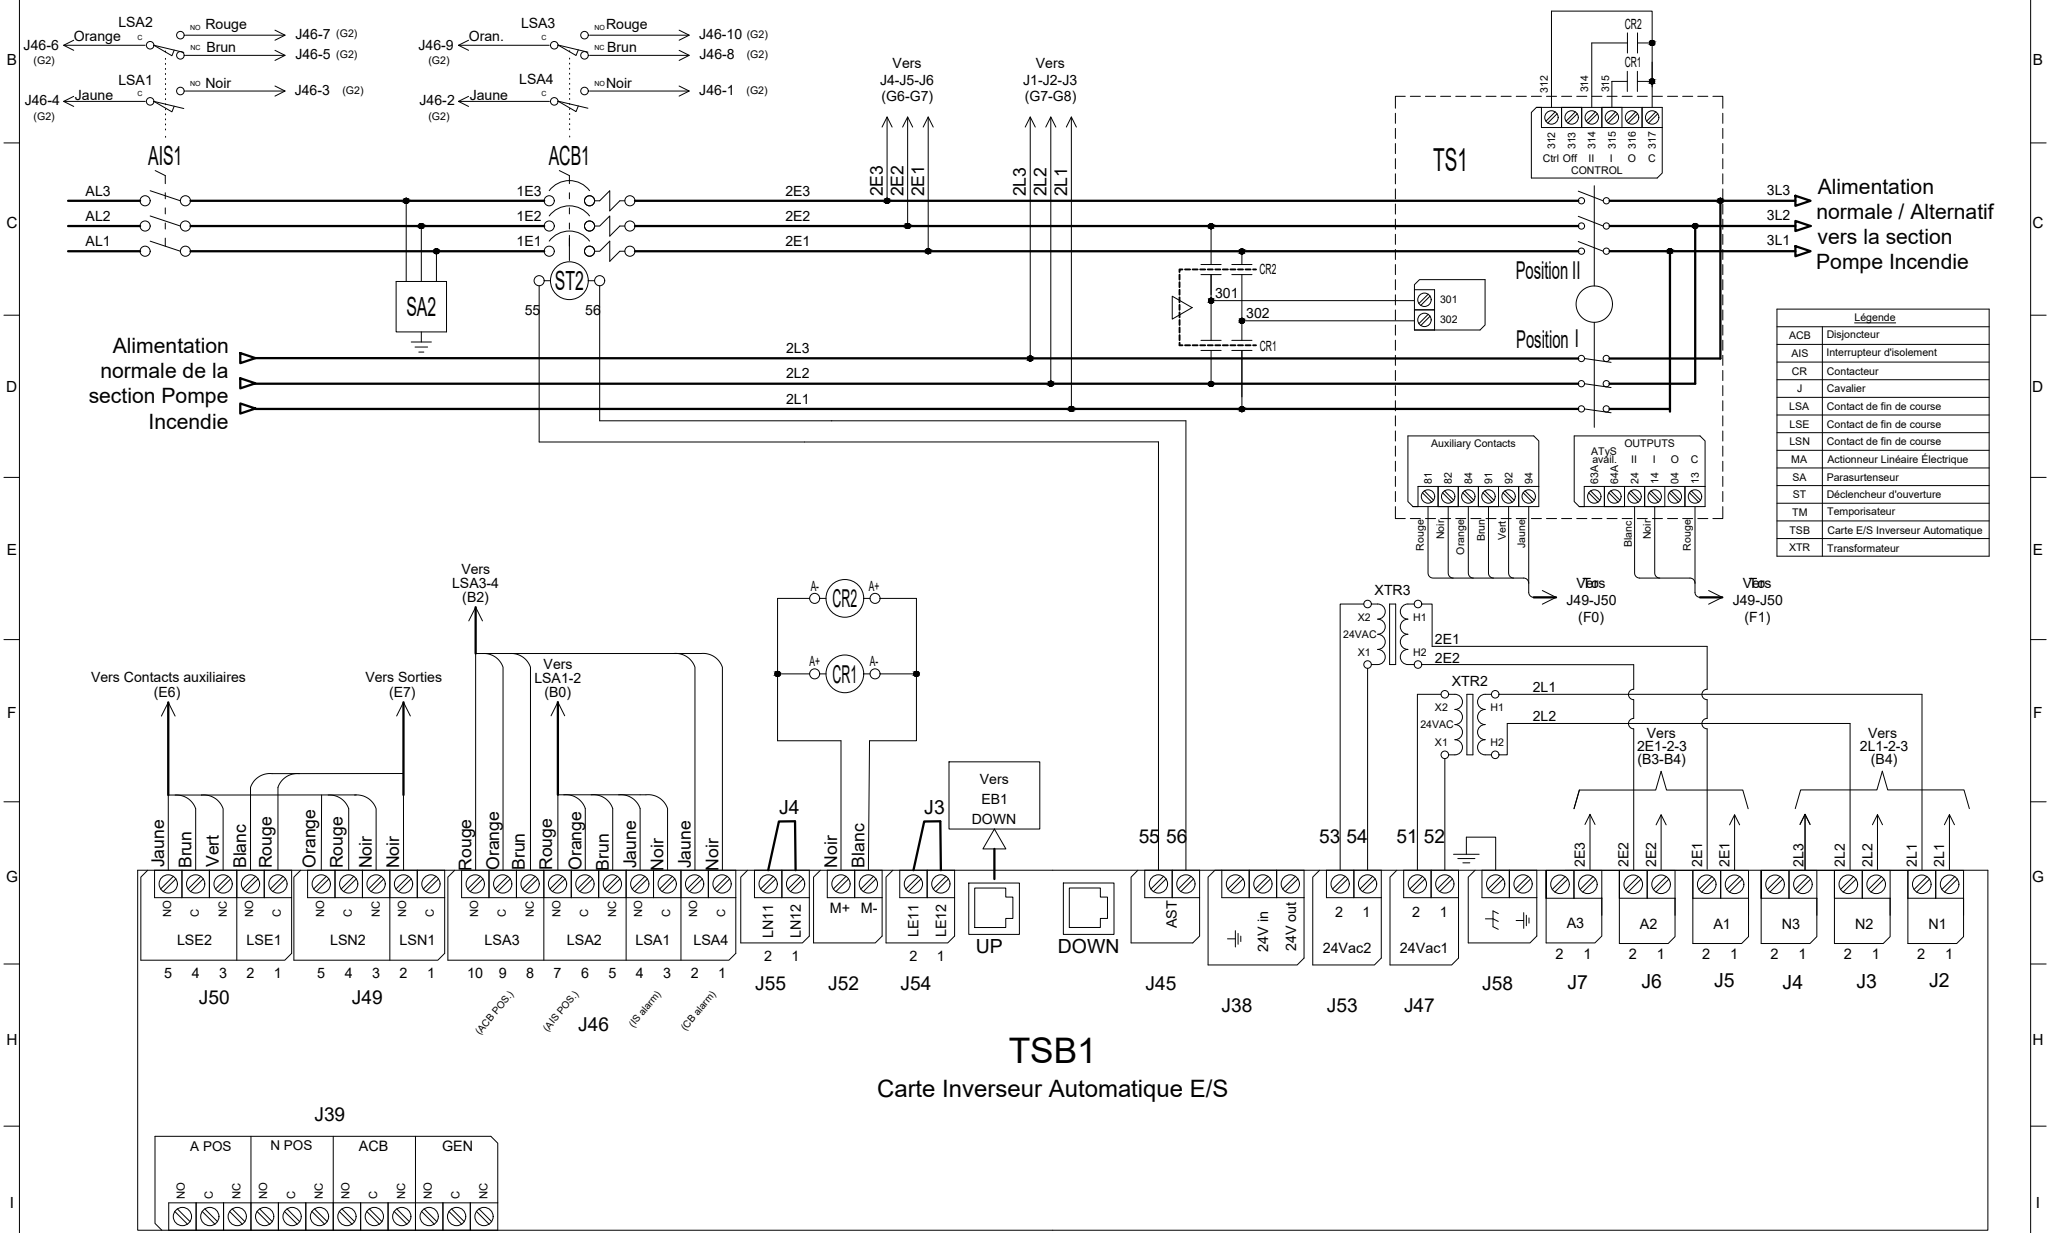 LSA2
NO Rouge
J46-7 (G2)
J46-6
(G2)
Orange
C
NC Brun
J46-5 (G2)
LSA1
NO Noir
J46-3 (G2)
J46-4
(G2)
Jaune
C
LSA3
NO Rouge
J46-10 (G2)
J46-9
(G2)
Oran.
C
NC Brun
J46-8 (G2)
LSA4
NO Noir
J46-1 (G2)
J46-2
(G2)
Jaune
C
Vers
J4-J5-J6
(G6-G7)
Vers
J1-J2-J3
(G7-G8)
CR2
CR1
312
314
315
312 313 314 315 316 317
Ctrl Off II I O C
CONTROL
TS1
B
B
AIS1
ACB1
2E3
2E2
2E1
2L3
2L2
2L1
AL3
1E3
2E3
3L3
AL2
1E2
2E2
3L2
AL1
1E1
2E1
3L1
Alimentation
normale / Alternatif
vers la section
Pompe Incendie
C
C
SA2
ST2
55
56
CR2
301
302
CR1
301
302
Position II
Position I
Alimentation
normale de la
section Pompe
Incendie
2L3
2L2
2L1
Légende
ACB Disjoncteur
AIS Interrupteur d'isolement
CR Contacteur
J Cavalier
LSA Contact de fin de course
LSE Contact de fin de course
LSN Contact de fin de course
MA Actionneur Linéaire Électrique
SA Parasurtenseur
ST Déclencheur d'ouverture
TM Temporisateur
TSB Carte E/S Inverseur Automatique
XTR Transformateur
D
D
Auxiliary Contacts
81 82 84 91 92 94
Rouge Noir Orange Brun Vert Jaune
OUTPUTS
ATyS
avail. II I O C
63A 64A 24 14 04 13
Blanc Noir Rouge
J49-J50
(F0)
J49-J50
(F1)
E
E
Vers
LSA3-4
(B2)
A- CR2 A+
A+ CR1 A-
XTR3
X2 H1
24VAC
X1 H2
2E1
2E2
XTR2
X2 H1
24VAC
X1 H2
2L1
2L2
Vers Contacts auxiliaires
(E6)
Vers Sorties
(E7)
Vers
LSA1-2
(B0)
Vers
2E1-2-3
(B3-B4)
Vers
2L1-2-3
(B4)
F
F
Vers
EB1
DOWN
J4
J3
Jaune Brun Vert Blanc Rouge
Orange Rouge Noir Noir
Rouge Orange Brun Rouge Orange Brun Jaune Noir Jaune Noir
Noir Blanc
55 56
53 54
51 52
2E3 2E2 2E2 2E1 2E1
2L3 2L2 2L2 2L1 2L1
G
G
NO C NC NO C
NO C NC NO C
NO C NC NO C NC NO C NO C
LN11 LN12
M+ M-
LE11 LE12
UP
DOWN
AST
24V in
24V out
2 1
24Vac2
2 1
24Vac1
LSE2 LSE1 LSN2 LSN1 LSA3 LSA2 LSA1 LSA4
A3 A2 A1 N3 N2 N1
5 4 3 2 1
5 4 3 2 1
10 9 8 7 6 5 4 3 2 1
2 1
2 1
2 1 2 1 2 1 2 1 2 1 2 1
J50
J49
(ACB POS.)
(AIS POS.)
J46
(IS alarm)
(CB alarm)
J55
J52
J54
J45
J38
J53
J47
J58
J7
J6
J5
J4
J3
J2
H
H
TSB1
Carte Inverseur Automatique E/S
J39
A POS N POS ACB GEN
NO C NC NO C NC NO C NC NO C NC
I
I